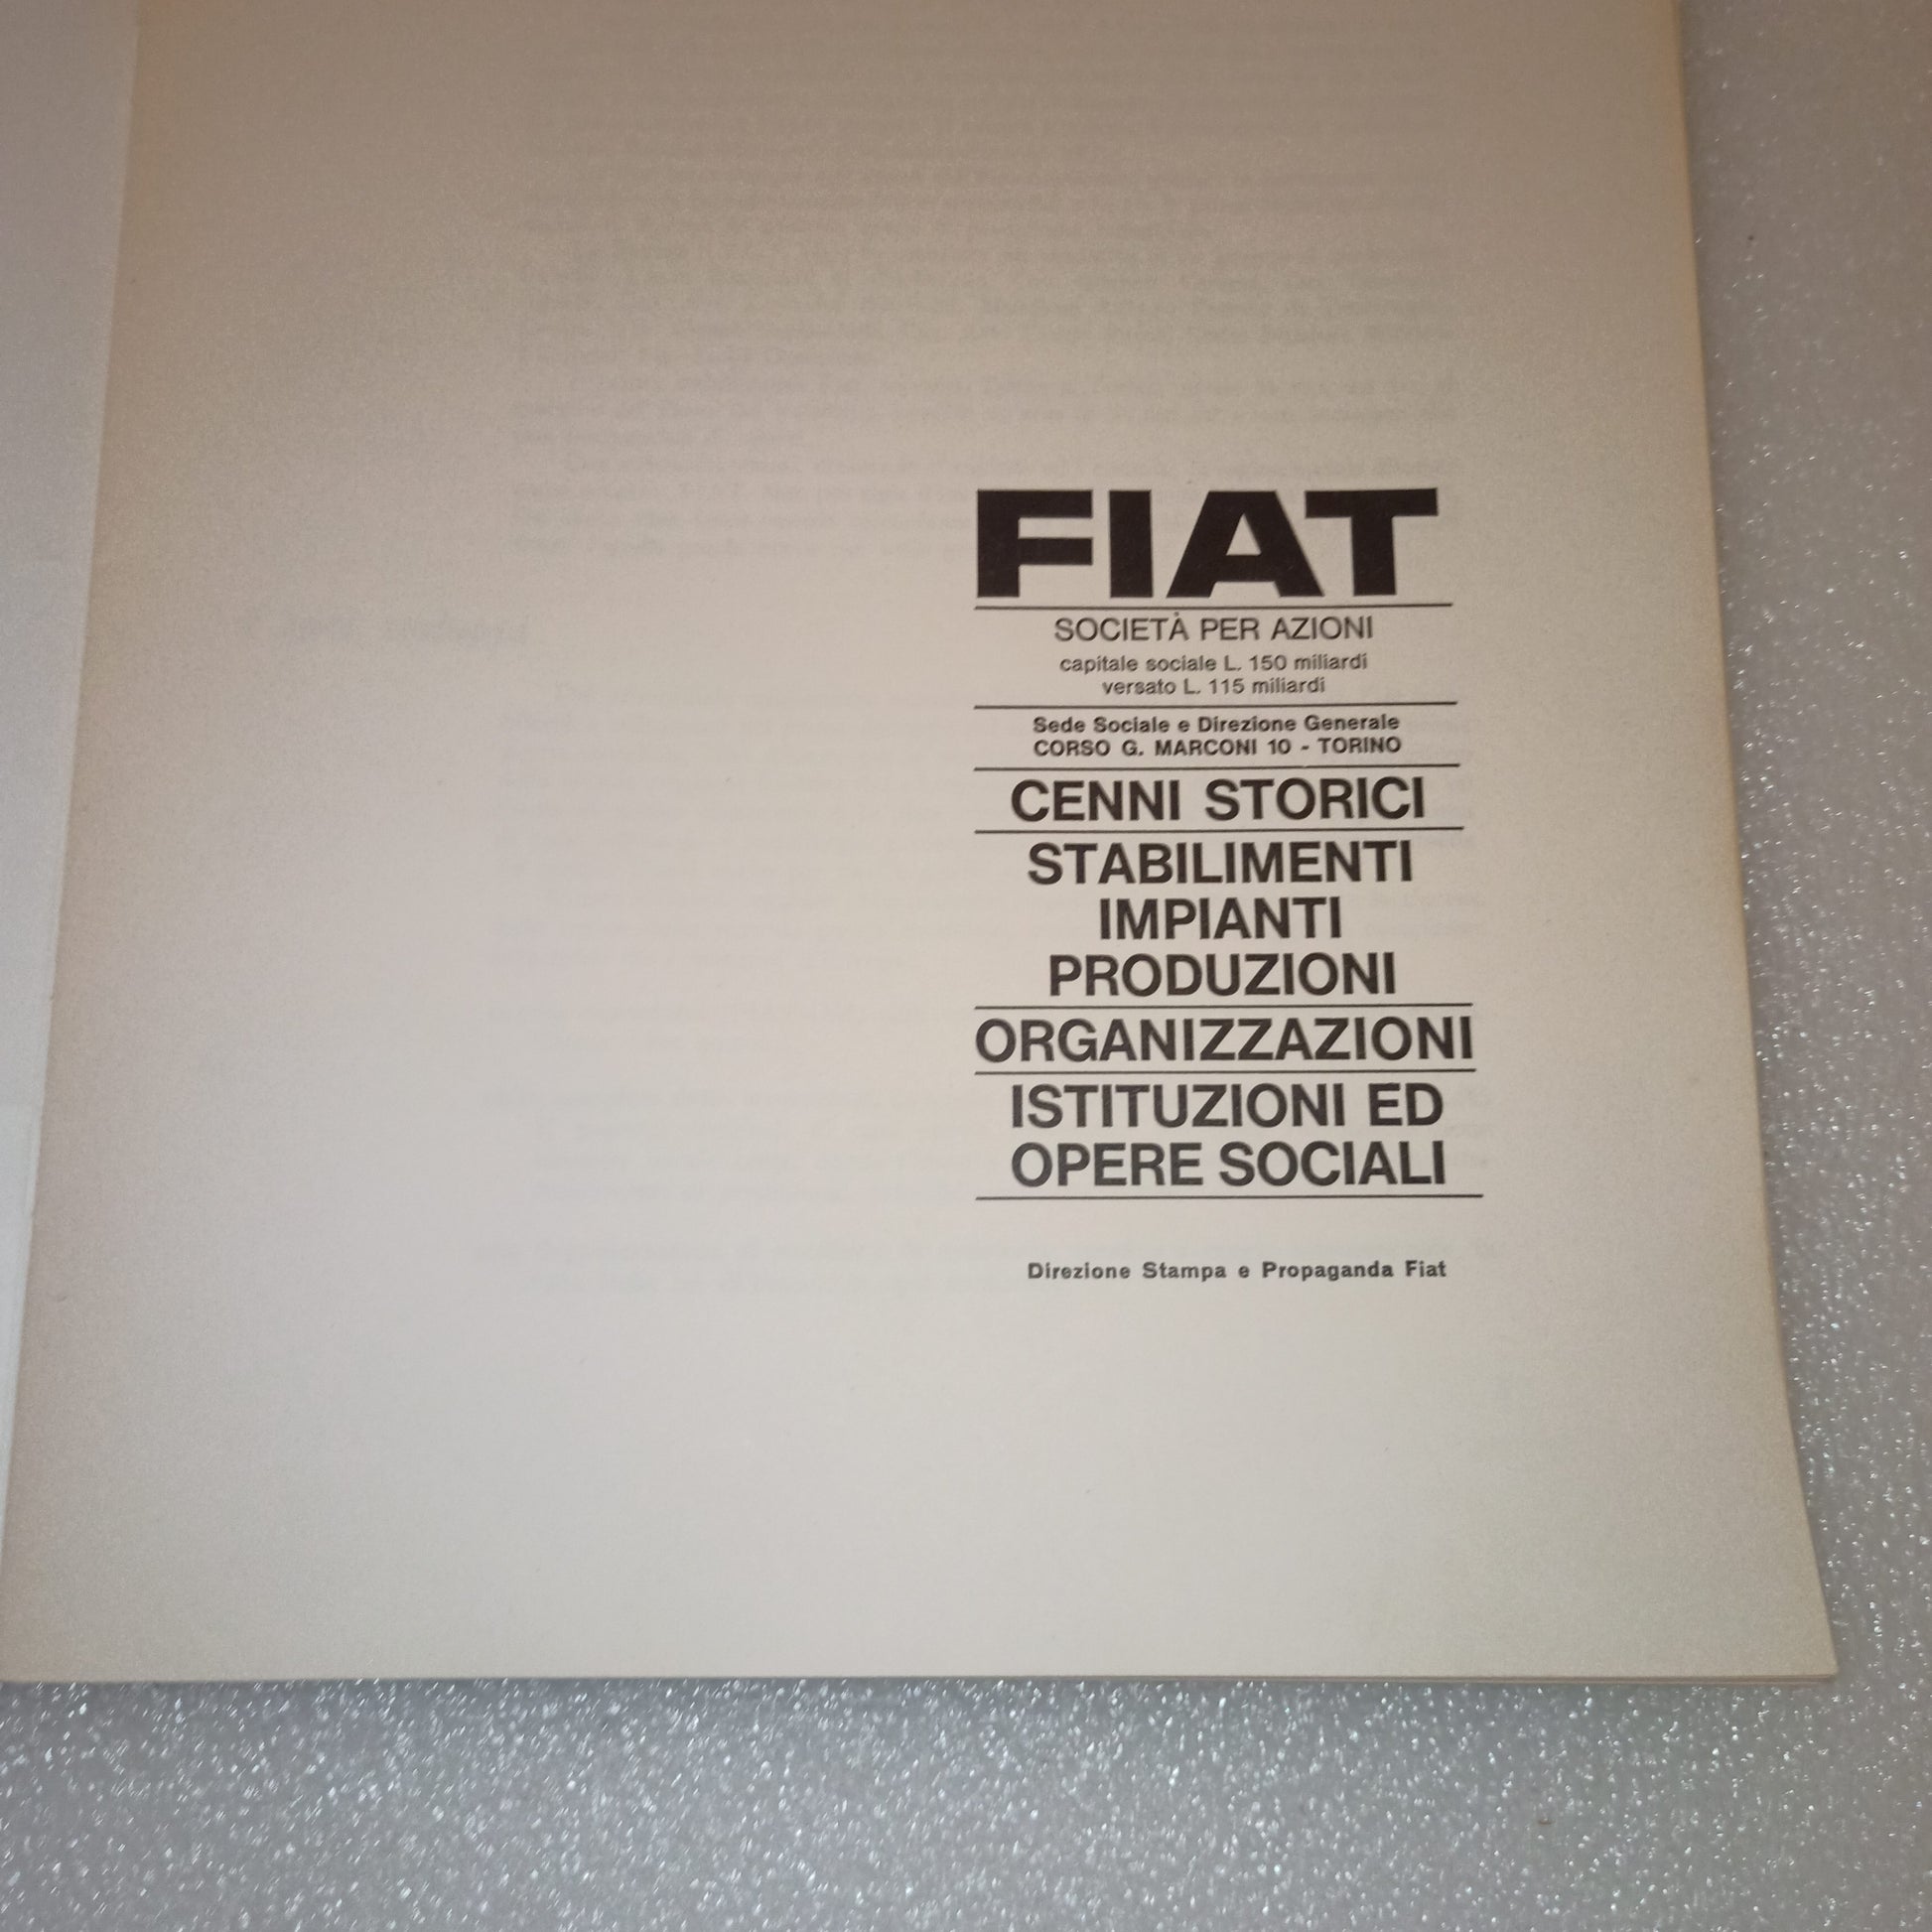 FIAT
SOCIETÀ PER AZIONI
capitale sociale L. 150 miliardi
versato L. 115 miliardi
Sede Sociale e Direzione Generale
CORSO G. MARCONI 10 - TORINO
CENNI STORICI
STABILIMENTI
IMPIANTI
PRODUZIONI
ORGANIZZAZIONI
ISTITUZIONI ED
OPERE SOCIALI
Direzione Stampa e Propaganda Fiat